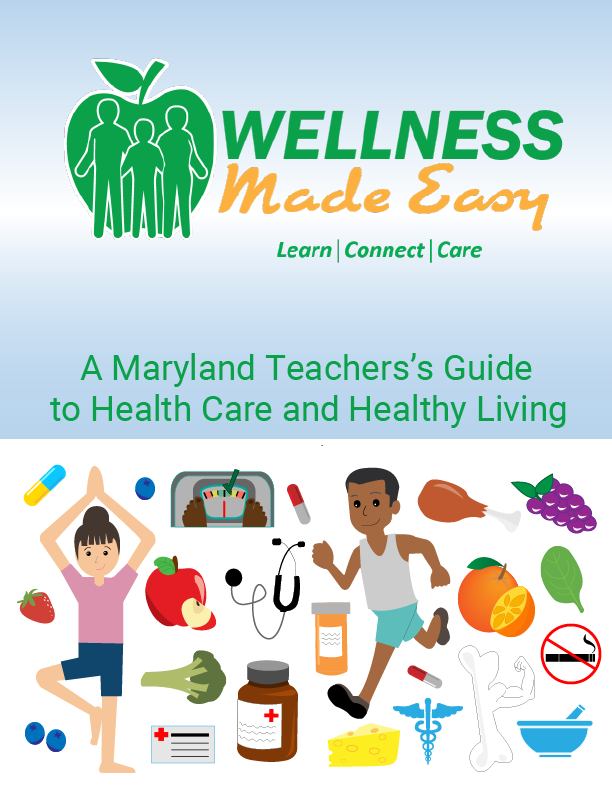 WELLNESS
Made Easy
Learn|Connect|Care
A Maryland Teachers's Guide
to Health Care and Healthy Living